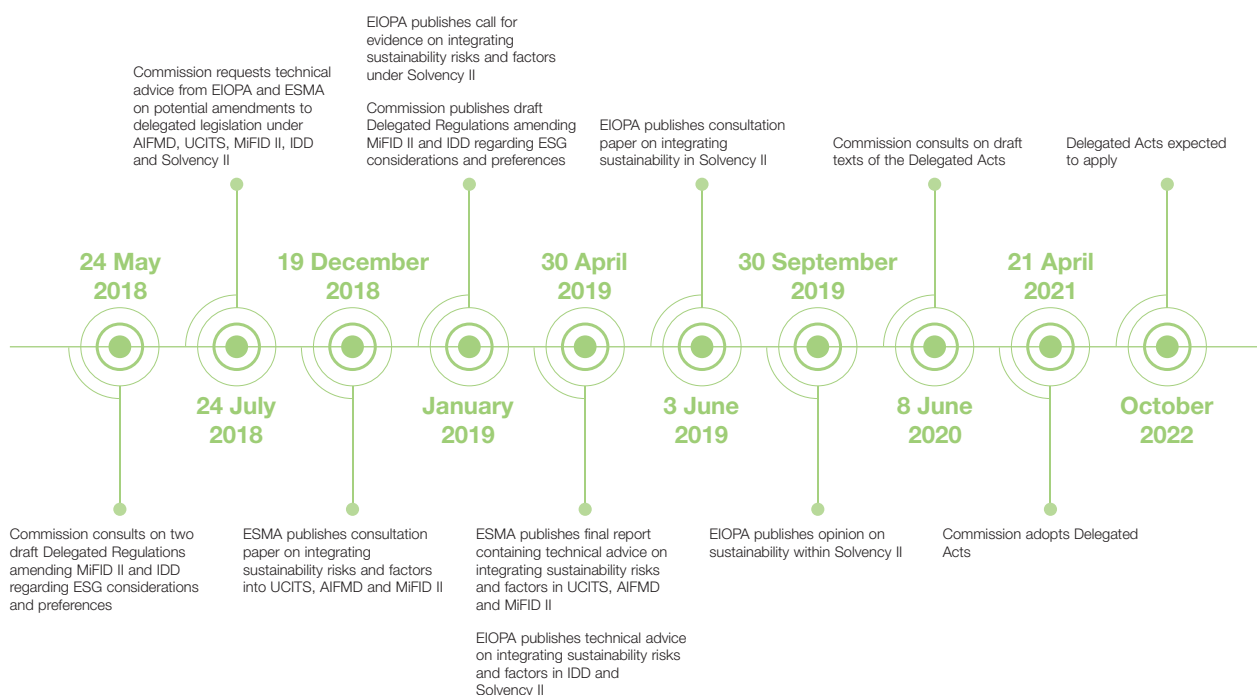 EIOPA publishes call for
evidence on integrating
sustainability risks and factors
under Solvency II
Commission requests technical
advice from EIOPA and ESMA
on potential amendments to
delegated legislation under
AIFMD, UCITS, MiFID II, IDD
and Solvency II
Commission publishes draft
Delegated Regulations amending
MiFID II and IDD regarding ESG
considerations and preferences
EIOPA publishes consultation
paper on integrating
sustainability in Solvency II
Commission consults on draft
texts of the Delegated Acts
Delegated Acts expected
to apply
24 May
2018
19 December
2018
30 April
2019
30 September
2019
21 April
2021
24 July
2018
January
2019
3 June
2019
8 June
2020
October
2022
Commission consults on two
draft Delegated Regulations
amending MiFID II and IDD
regarding ESG considerations
and preferences
ESMA publishes consultation
paper on integrating
sustainability risks and factors
into UCITS, AIFMD and MiFID II
ESMA publishes final report
containing technical advice on
integrating sustainability risks
and factors in UCITS, AIFMD
and MiFID II
EIOPA publishes technical advice
on integrating sustainability risks
and factors in IDD and
Solvency II
EIOPA publishes opinion on
sustainability within Solvency II
Commission adopts Delegated
Acts